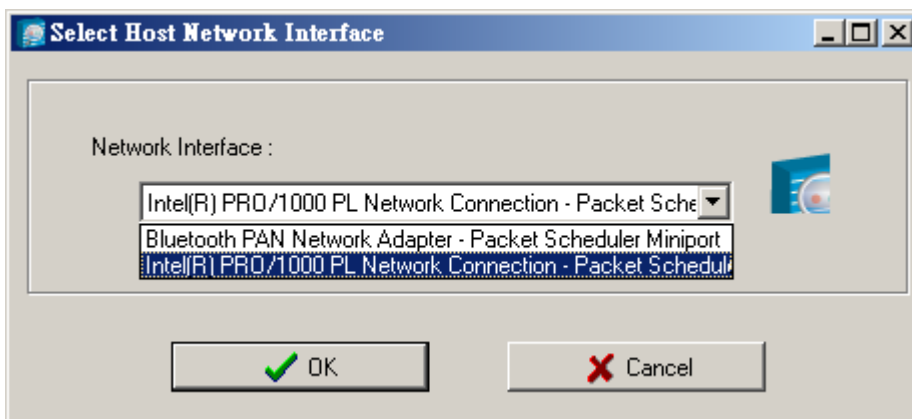 Select Host Network Interface
Network Interface :
Intel(R) PRO/1000 PL Network Connection - Packet Sche
Bluetooth PAN Network Adapter - Packet Scheduler Miniport
Intel(R) PRO/1000 PL Network Connection - Packet Schedul
OK
Cancel